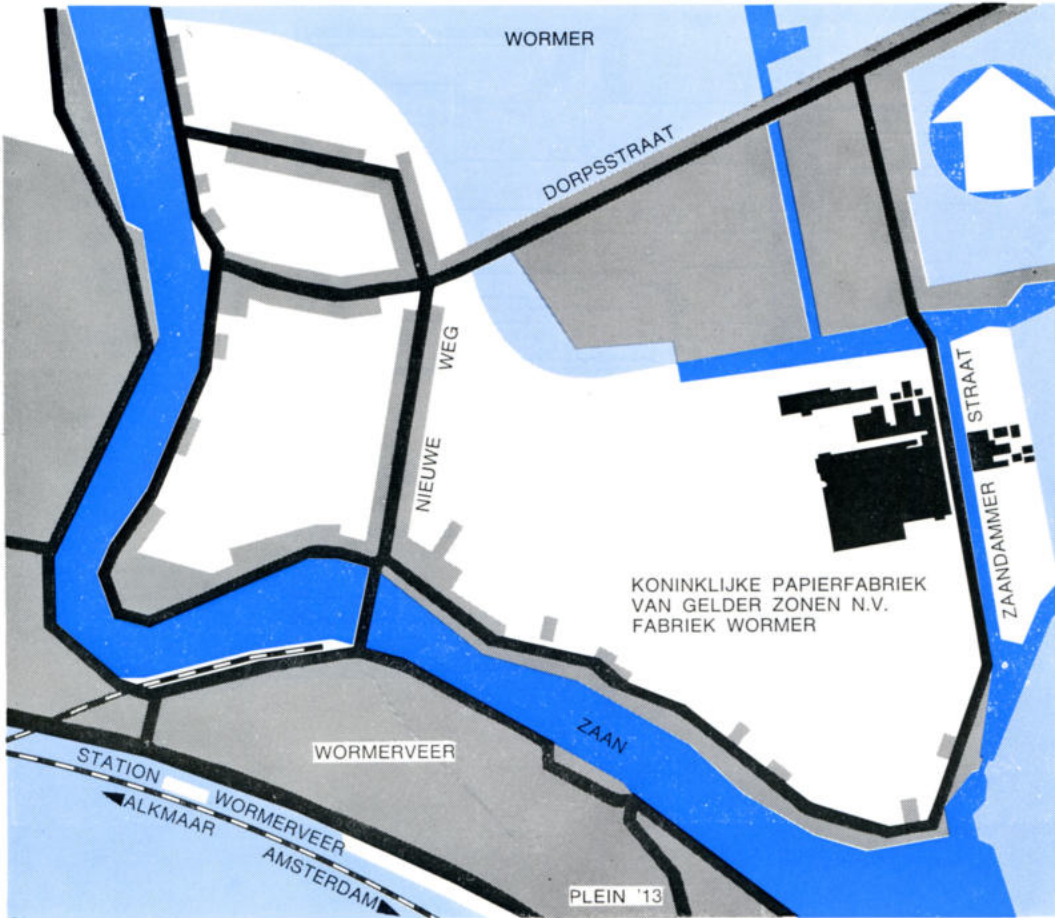 WORMER
DORPSSTRAAT
NIEUWE WEG
ZAANDAMMER STRAAT
KONINKLIJKE PAPIERFABRIEK
VAN GELDER ZONEN N.V.
FABRIEK WORMER
ZAAN
WORMERVEER
STATION WORMERVEER
ALKMAAR
AMSTERDAM
PLEIN '13